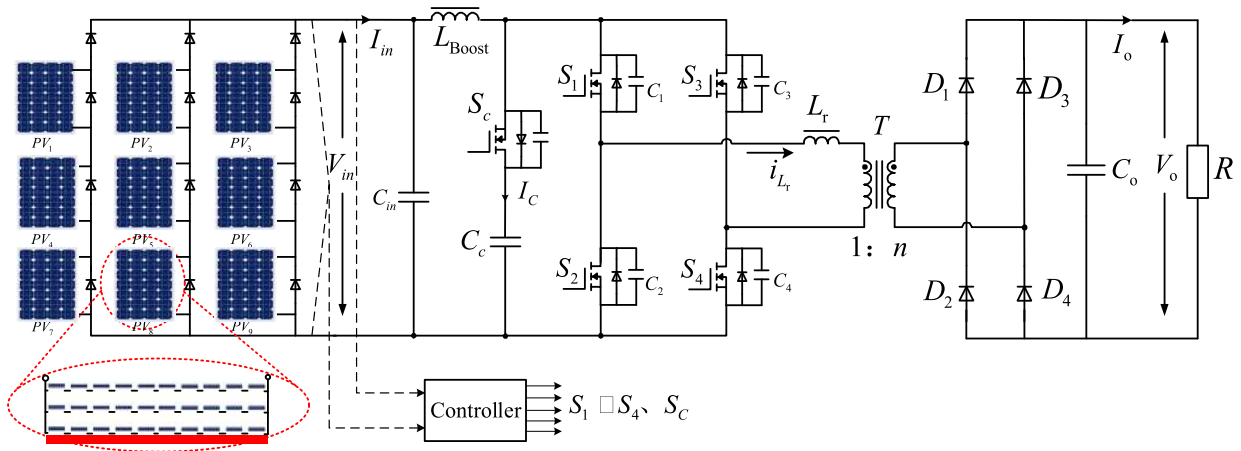 I_in
L_Boost
S_1
C_1
S_3
C_3
D_1
D_3
I_o
PV_1
PV_2
PV_3
V_in
S_c
I_C
C_in
C_c
L_r
T
i_Lr
1：n
C_o
V_o
R
PV_4
PV_5
PV_6
S_2
C_2
S_4
C_4
D_2
D_4
PV_7
PV_8
PV_9
Controller
S_1 □ S_4、S_C